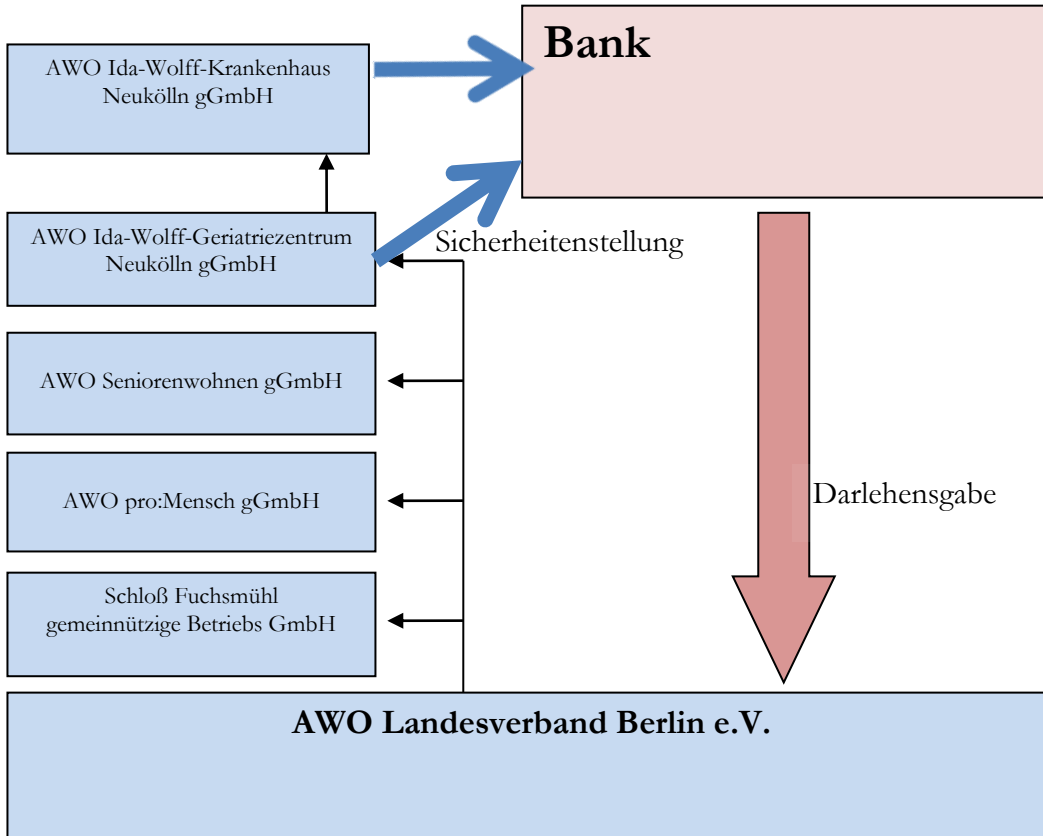 Bank
AWO Ida-Wolff-Krankenhaus
Neukölln gGmbH
AWO Ida-Wolff-Geriatriezentrum
Neukölln gGmbH
Sicherheitenstellung
AWO Seniorenwohnen gGmbH
AWO pro:Mensch gGmbH
Darlehensgabe
Schloß Fuchsmühl
gemeinnützige Betriebs GmbH
AWO Landesverband Berlin e.V.